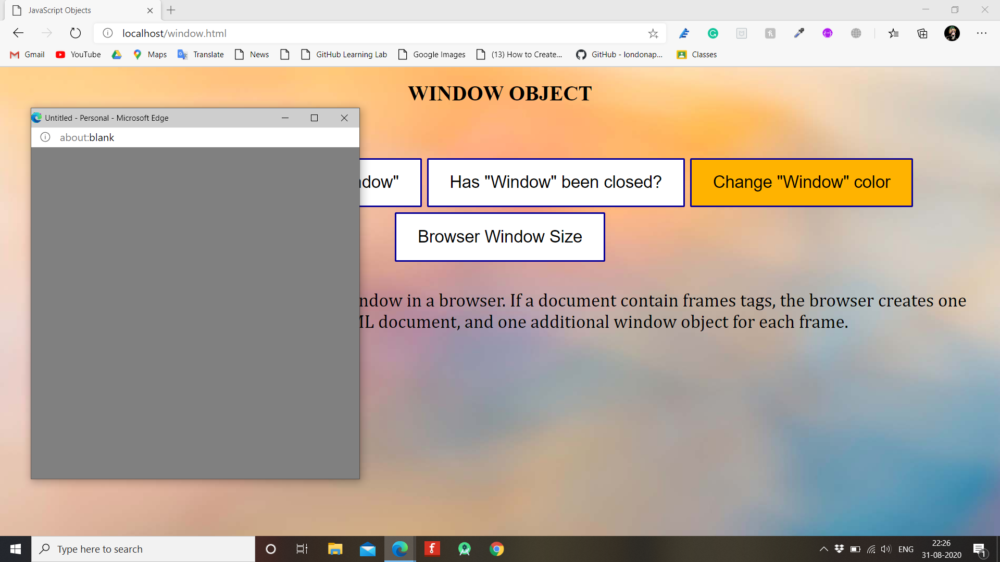 JavaScript Objects
localhost/window.html
Gmail YouTube Maps Translate News GitHub Learning Lab Google Images (13) How to Create... GitHub - londonap... Classes
WINDOW OBJECT
Untitled - Personal - Microsoft Edge
about:blank
ndow" Has "Window" been closed? Change "Window" color
Browser Window Size
ndow in a browser. If a document contain frames tags, the browser creates one
ML document, and one additional window object for each frame.
Type here to search
ENG
22:26
31-08-2020
1